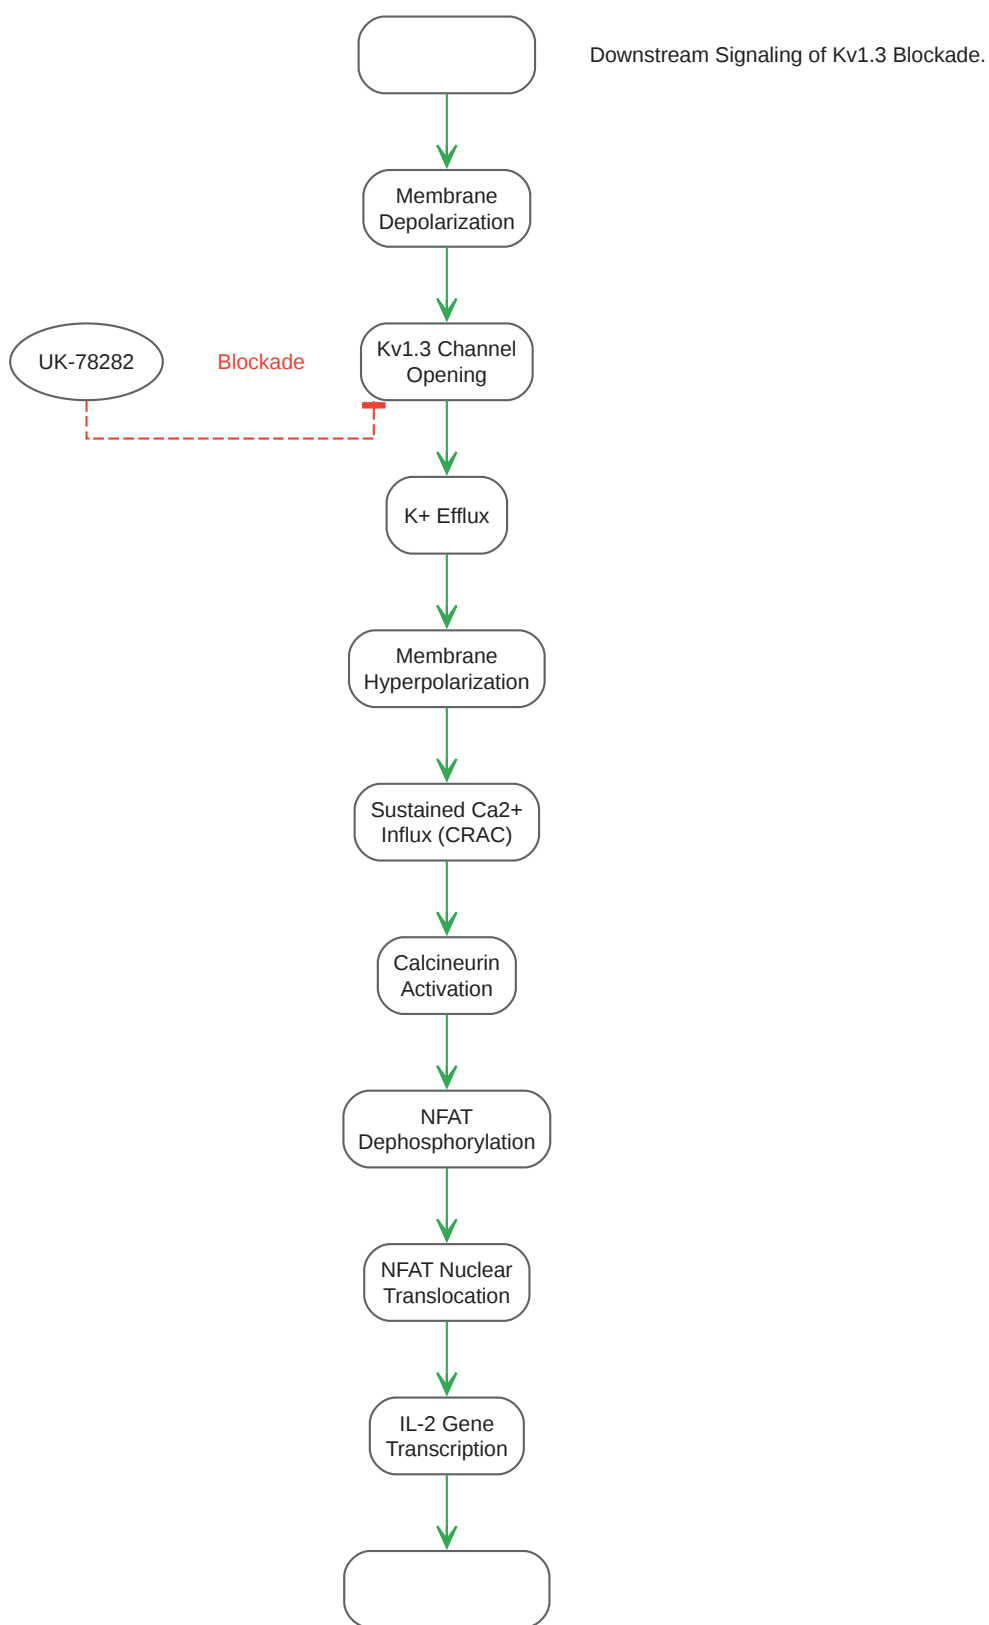 Downstream Signaling of Kv1.3 Blockade.
Membrane
Depolarization
UK-78282
Blockade
Kv1.3 Channel
Opening
K+ Efflux
Membrane
Hyperpolarization
Sustained Ca2+
Influx (CRAC)
Calcineurin
Activation
NFAT
Dephosphorylation
NFAT Nuclear
Translocation
IL-2 Gene
Transcription